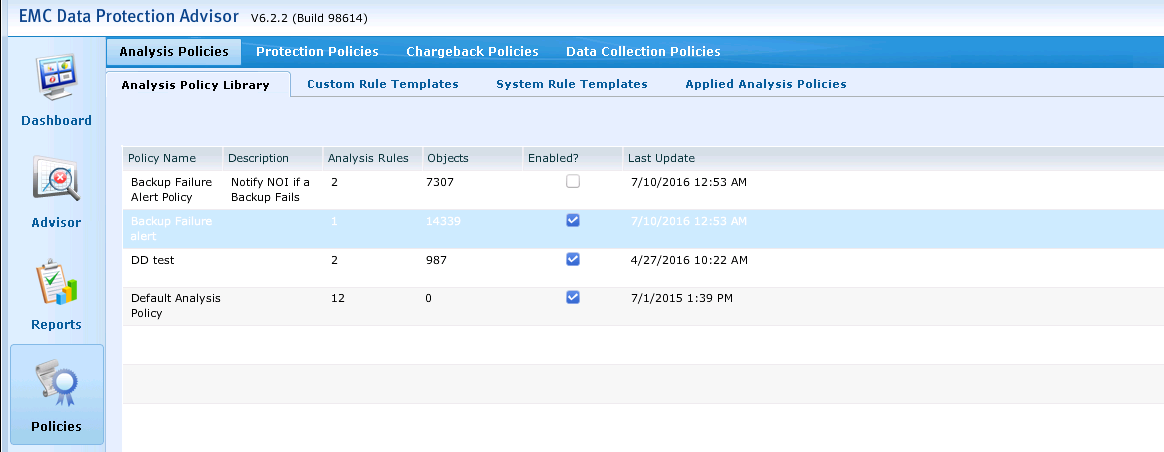 EMC Data Protection Advisor V6.2.2 (Build 98614)
Analysis Policies Protection Policies Chargeback Policies Data Collection Policies
Analysis Policy Library Custom Rule Templates System Rule Templates Applied Analysis Policies
Dashboard
Advisor
Reports
Policies
Policy Name Description Analysis Rules Objects Enabled? Last Update
Backup Failure Notify NOI if a 2 7307 7/10/2016 12:53 AM
Alert Policy Backup Fails
Backup Failure 1 14339 7/10/2016 12:53 AM
alert
DD test 2 987 4/27/2016 10:22 AM
Default Analysis 12 0 7/1/2015 1:39 PM
Policy